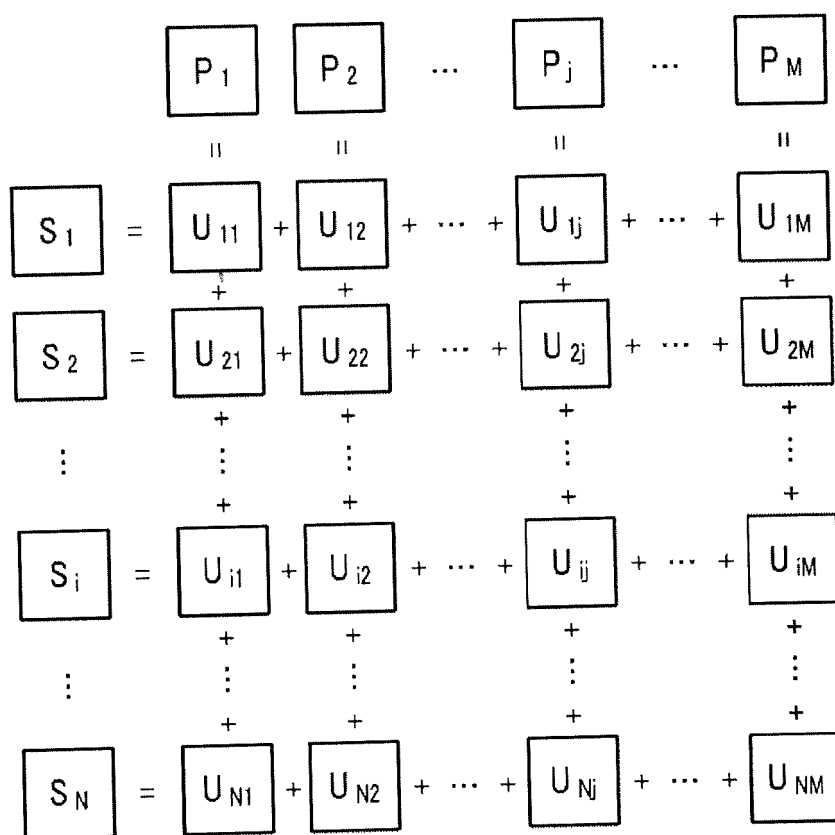 P1 P2 ... Pj ... PM
= = = =
S1 = U11 + U12 + ... + U1j + ... + U1M
+ + + +
S2 = U21 + U22 + ... + U2j + ... + U2M
+ + + +
⋮ ⋮ ⋮ ⋮ ⋮
+ + + +
Si = Ui1 + Ui2 + ... + Uij + ... + UiM
+ + + +
⋮ ⋮ ⋮ ⋮ ⋮
+ + + +
SN = UN1 + UN2 + ... + UNj + ... + UNM